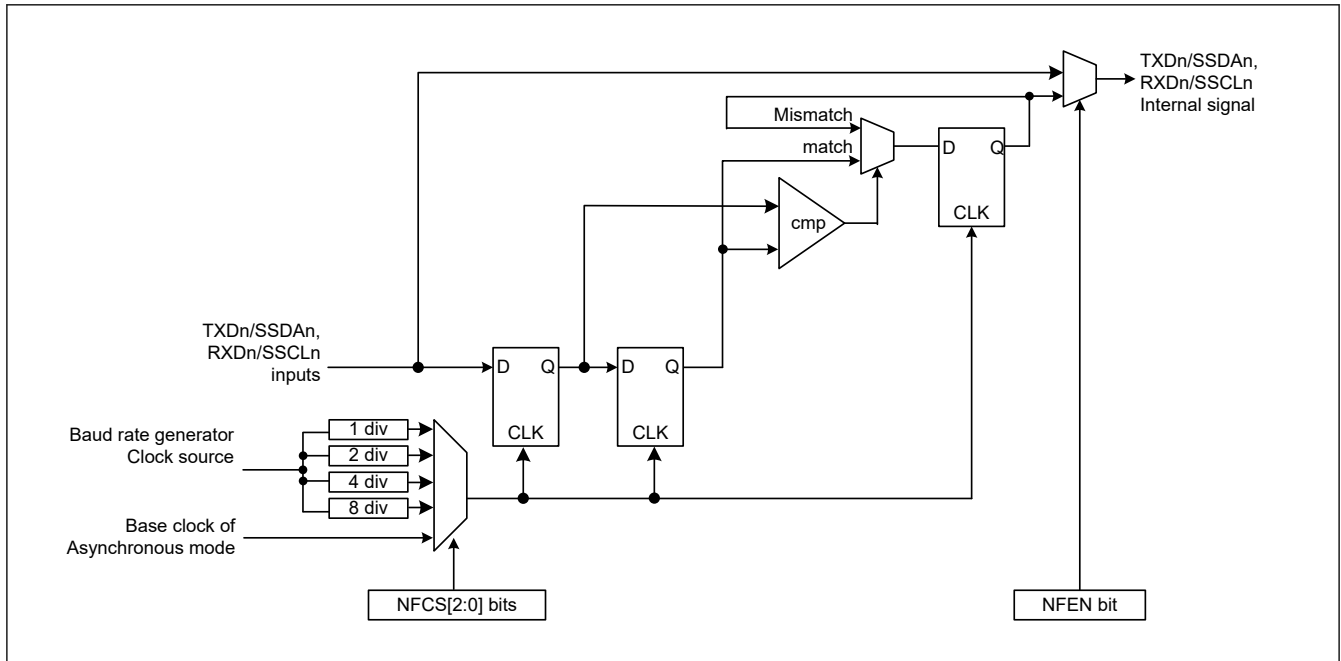 TXDn/SSDAn,
RXDn/SSCLn
Internal signal
Mismatch
match
D
Q
CLK
cmp
TXDn/SSDAn,
RXDn/SSCLn
inputs
D
Q
CLK
D
Q
CLK
Baud rate generator
Clock source
1 div
2 div
4 div
8 div
Base clock of
Asynchronous mode
NFCS[2:0] bits
NFEN bit